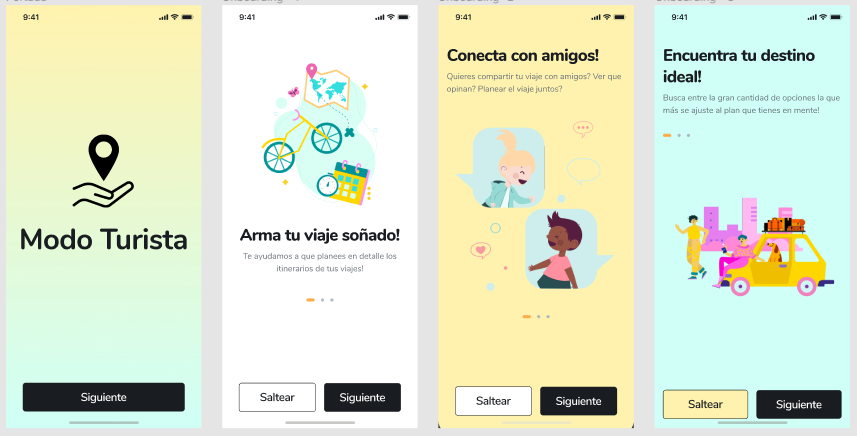 9:41
Modo Turista
Siguiente
9:41
Arma tu viaje soñado!
Te ayudamos a que planees en detalle los
itinerarios de tus viajes!
Saltear
Siguiente
9:41
Conecta con amigos!
Quieres compartir tu viaje con amigos? Ver que
opinan? Planear el viaje juntos?
Saltear
Siguiente
9:41
Encuentra tu destino
ideal!
Busca entre la gran cantidad de opciones la que
más se ajuste al plan que tienes en mente!
Saltear
Siguiente